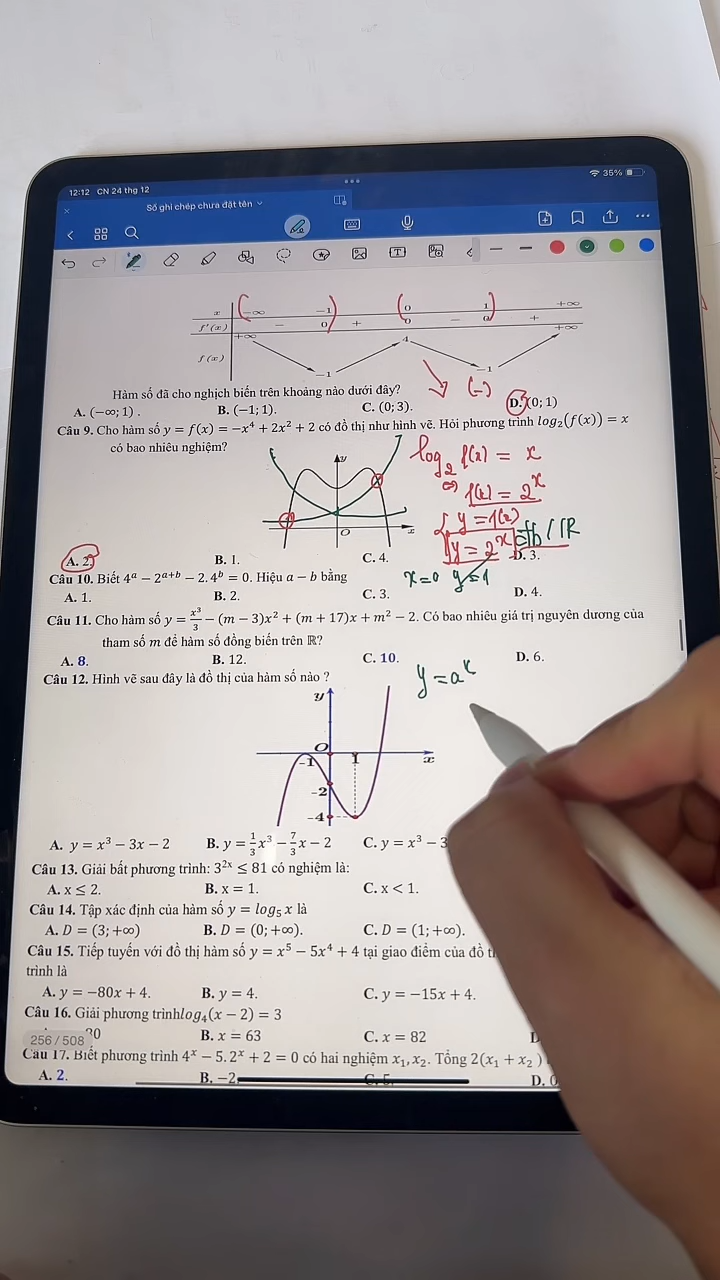 12:12 CN 24 thg 12
35%
Sổ ghi chép chưa đặt tên
x −∞ −1 0 1 +∞
f'(x) − 0 + 0 − 0 +
+∞ 4 +∞
f(x)
−1 −1
(−)
Hàm số đã cho nghịch biến trên khoảng nào dưới đây?
A. (−∞; 1) . B. (−1; 1). C. (0; 3). D. (0; 1)
Câu 9. Cho hàm số y = f(x) = −x⁴ + 2x² + 2 có đồ thị như hình vẽ. Hỏi phương trình log₂(f(x)) = x
có bao nhiêu nghiệm?
y
O x
log₂ f(x) = x
⇔ f(x) = 2ˣ
y = f(x)
y = 2ˣ đb / ℝ
x=0 y=1
A. 2. B. 1. C. 4. D. 3.
Câu 10. Biết 4ᵃ − 2ᵃ⁺ᵇ − 2.4ᵇ = 0. Hiệu a − b bằng
A. 1. B. 2. C. 3. D. 4.
Câu 11. Cho hàm số y = x³/3 − (m − 3)x² + (m + 17)x + m² − 2. Có bao nhiêu giá trị nguyên dương của
tham số m để hàm số đồng biến trên ℝ?
A. 8. B. 12. C. 10. D. 6.
Câu 12. Hình vẽ sau đây là đồ thị của hàm số nào ?
y = aˣ
y
O
−1 1 x
−2
−4
A. y = x³ − 3x − 2 B. y = 1/3 x³ − 7/3 x − 2 C. y = x³ − 3
Câu 13. Giải bất phương trình: 3²ˣ ≤ 81 có nghiệm là:
A. x ≤ 2. B. x = 1. C. x < 1.
Câu 14. Tập xác định của hàm số y = log₅ x là
A. D = (3; +∞) B. D = (0; +∞). C. D = (1; +∞).
Câu 15. Tiếp tuyến với đồ thị hàm số y = x⁵ − 5x⁴ + 4 tại giao điểm của đồ
trình là
A. y = −80x + 4. B. y = 4. C. y = −15x + 4.
Câu 16. Giải phương trìnhlog₄(x − 2) = 3
B. x = 63 C. x = 82 D
256 / 508
Câu 17. Biết phương trình 4ˣ − 5.2ˣ + 2 = 0 có hai nghiệm x₁, x₂. Tổng 2(x₁ + x₂)
A. 2. B. −2. C. 5. D. 0